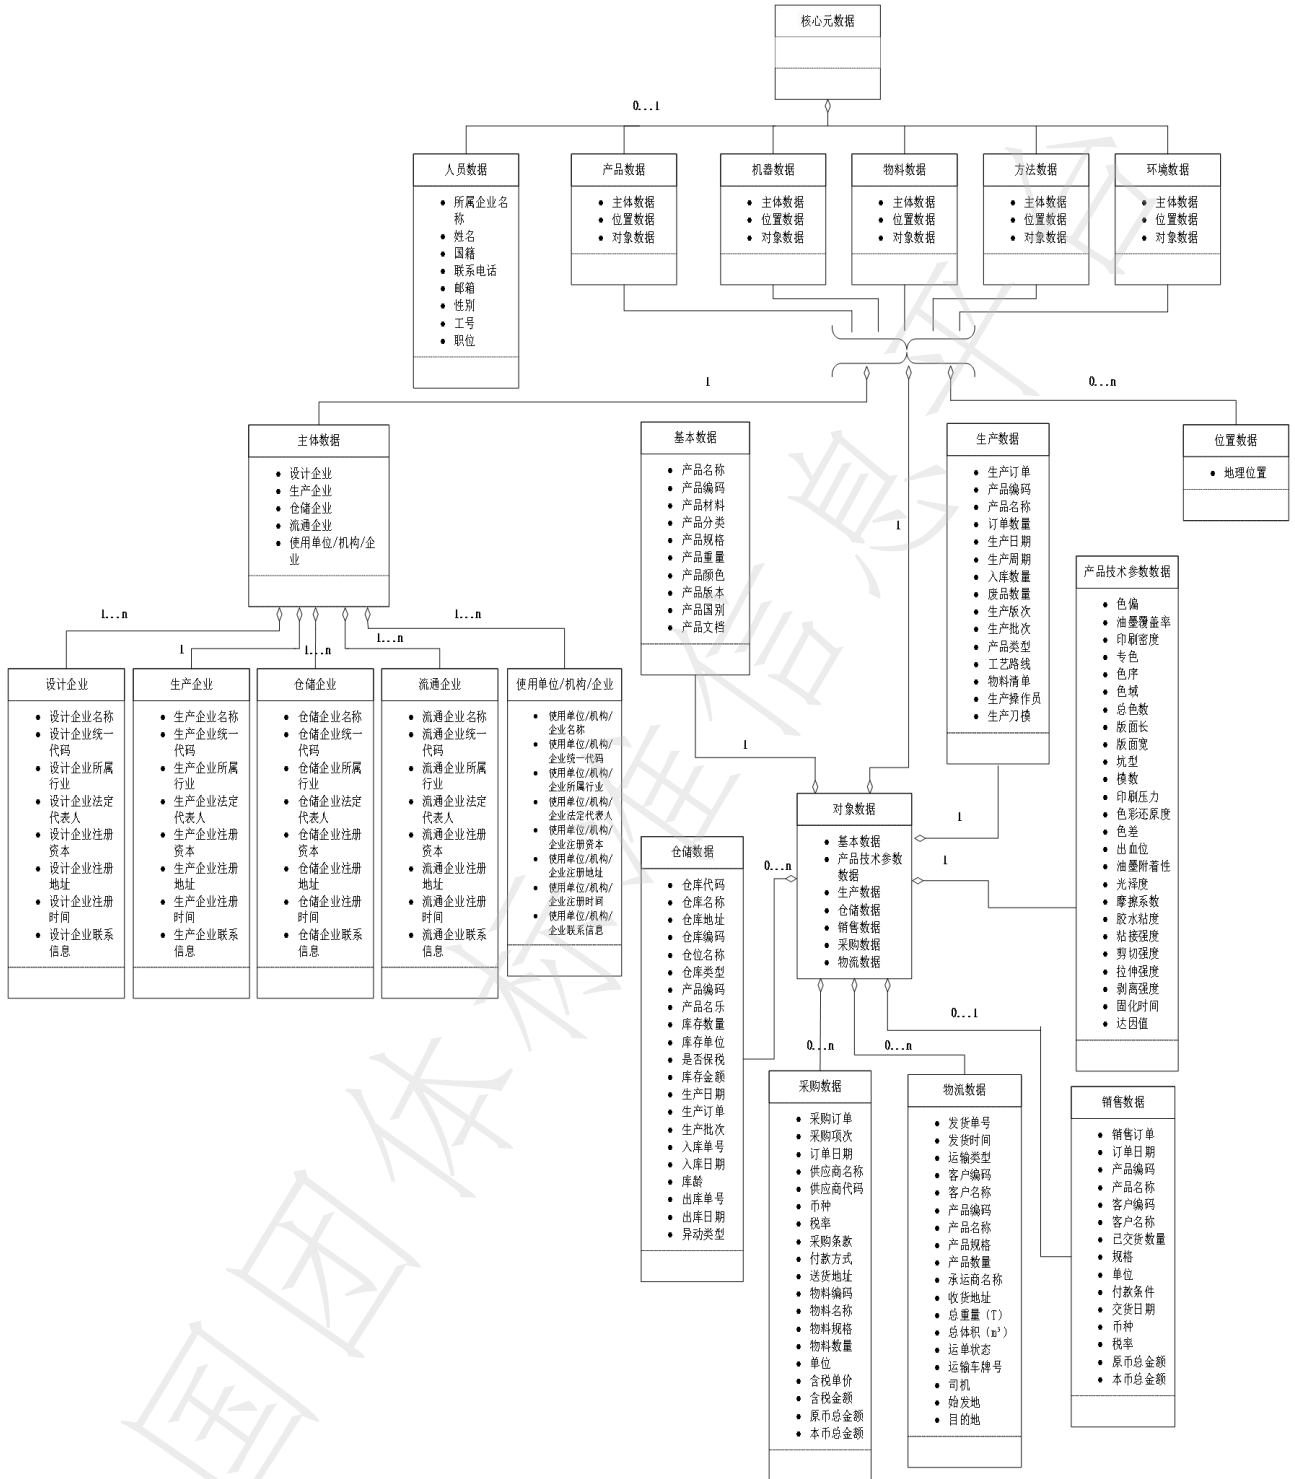 核心元数据
0...1
人员数据
● 所属企业名
称
● 姓名
● 国籍
● 联系电话
● 邮箱
● 性别
● 工号
● 职位
产品数据
● 主体数据
● 位置数据
● 对象数据
机器数据
● 主体数据
● 位置数据
● 对象数据
物料数据
● 主体数据
● 位置数据
● 对象数据
方法数据
● 主体数据
● 位置数据
● 对象数据
环境数据
● 主体数据
● 位置数据
● 对象数据
1
0...n
1
主体数据
● 设计企业
● 生产企业
● 仓储企业
● 流通企业
● 使用单位/机构/企
业
基本数据
● 产品名称
● 产品编码
● 产品材料
● 产品分类
● 产品规格
● 产品重量
● 产品颜色
● 产品版本
● 产品国别
● 产品文档
生产数据
● 生产订单
● 产品编码
● 产品名称
● 订单数量
● 生产日期
● 生产周期
● 入库数量
● 废品数量
● 生产版次
● 生产批次
● 产品类型
● 工艺路线
● 物料清单
● 生产操作员
● 生产刀模
位置数据
● 地理位置
产品技术参数数据
● 色偏
● 油墨覆盖率
● 印刷密度
● 专色
● 色序
● 色域
● 总色数
● 版面长
● 版面宽
● 坑型
● 模数
● 印刷压力
● 色彩还原度
● 色差
● 出血位
● 油墨附着性
● 光泽度
● 摩擦系数
● 胶水粘度
● 粘接强度
● 剪切强度
● 拉伸强度
● 剥离强度
● 固化时间
● 达因值
1...n
1
1...n
1...n
1...n
设计企业
● 设计企业名称
● 设计企业统一
代码
● 设计企业所属
行业
● 设计企业法定
代表人
● 设计企业注册
资本
● 设计企业注册
地址
● 设计企业注册
时间
● 设计企业联系
信息
生产企业
● 生产企业名称
● 生产企业统一
代码
● 生产企业所属
行业
● 生产企业法定
代表人
● 生产企业注册
资本
● 生产企业注册
地址
● 生产企业注册
时间
● 生产企业联系
信息
仓储企业
● 仓储企业名称
● 仓储企业统一
代码
● 仓储企业所属
行业
● 仓储企业法定
代表人
● 仓储企业注册
资本
● 仓储企业注册
地址
● 仓储企业注册
时间
● 仓储企业联系
信息
流通企业
● 流通企业名称
● 流通企业统一
代码
● 流通企业所属
行业
● 流通企业法定
代表人
● 流通企业注册
资本
● 流通企业注册
地址
● 流通企业注册
时间
● 流通企业联系
信息
使用单位/机构/企业
● 使用单位/机构/
企业名称
● 使用单位/机构/
企业统一代码
● 使用单位/机构/
企业所属行业
● 使用单位/机构/
企业法定代表人
● 使用单位/机构/
企业注册资本
● 使用单位/机构/
企业注册地址
● 使用单位/机构/
企业注册时间
● 使用单位/机构/
企业联系信息
1
1
1
0...n
对象数据
● 基本数据
● 产品技术参数
数据
● 生产数据
● 仓储数据
● 销售数据
● 采购数据
● 物流数据
仓储数据
● 仓库代码
● 仓库名称
● 仓库地址
● 仓库编码
● 仓位名称
● 仓库类型
● 产品编码
● 产品名乐
● 库存数量
● 库存单位
● 是否保税
● 库存金额
● 生产日期
● 生产订单
● 生产批次
● 入库单号
● 入库日期
● 库龄
● 出库单号
● 出库日期
● 异动类型
0...n
0...n
0...1
采购数据
● 采购订单
● 采购项次
● 订单日期
● 供应商名称
● 供应商代码
● 币种
● 税率
● 采购条款
● 付款方式
● 送货地址
● 物料编码
● 物料名称
● 物料规格
● 物料数量
● 单位
● 含税单价
● 含税金额
● 原币总金额
● 本币总金额
物流数据
● 发货单号
● 发货时间
● 运输类型
● 客户编码
● 客户名称
● 产品编码
● 产品名称
● 产品规格
● 产品数量
● 承运商名称
● 收货地址
● 总重量（T）
● 总体积（m³）
● 运单状态
● 运输车牌号
● 司机
● 始发地
● 目的地
销售数据
● 销售订单
● 订单日期
● 产品编码
● 产品名称
● 客户编码
● 客户名称
● 已交货数量
● 规格
● 单位
● 付款条件
● 交货日期
● 币种
● 税率
● 原币总金额
● 本币总金额
国团体标准信息平台